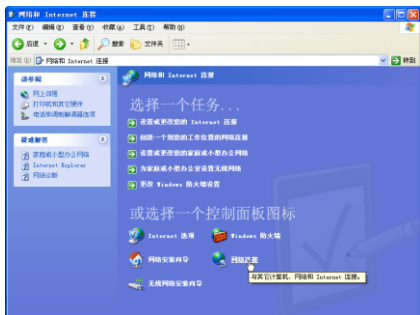 网络和 Internet 连接
文件(F) 编辑(E) 查看(V) 收藏(A) 工具(T) 帮助(H)
后退 搜索 文件夹
地址(D) 网络和 Internet 连接 转到
请参阅
网上邻居
打印机和其它硬件
电话和调制解调器选项
疑难解答
家庭或小型办公网络
Internet Explorer
网络诊断
网络和 Internet 连接
选择一个任务...
设置或更改您的 Internet 连接
创建一个到您的工作位置的网络连接
设置或更改您的家庭或小型办公网络
为家庭或小办公室设置无线网络
更改 Windows 防火墙设置
或选择一个控制面板图标
Internet 选项
Windows 防火墙
网络安装向导
网络连接
与其它计算机、网络和 Internet 连接。
无线网络安装向导